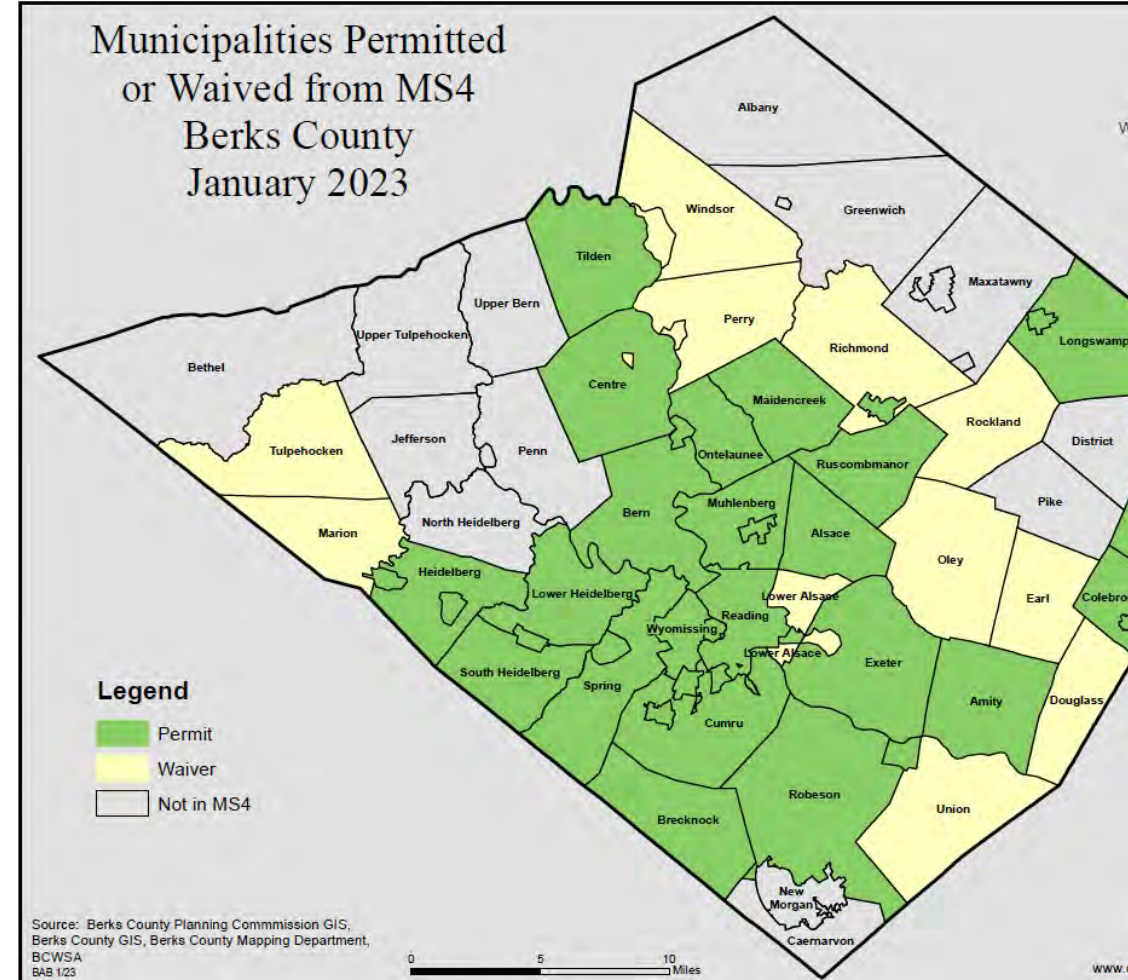 Municipalities Permitted
or Waived from MS4
Berks County
January 2023
W
Albany
Windsor
Greenwich
Tilden
Maxatawny
Upper Bern
Perry
Upper Tulpehocken
Longswamp
Richmond
Bethel
Centre
Maidencreek
Rockland
Jefferson
District
Tulpehocken
Penn
Ontelaunee
Ruscombmanor
Pike
Muhlenberg
Bern
North Heidelberg
Marion
Alsace
Oley
Heidelberg
Lower Heidelberg
Lower Alsace
Earl
Colebro
Reading
Wyomissing
Lower Alsace
Exeter
South Heidelberg
Spring
Amity
Douglass
Cumru
Legend
Permit
Waiver
Not in MS4
Robeson
Union
Brecknock
New
Morgan
Caernarvon
Source: Berks County Planning Commmission GIS,
Berks County GIS, Berks County Mapping Department,
BCWSA
BAB 1/23
0 5 10
Miles
www.